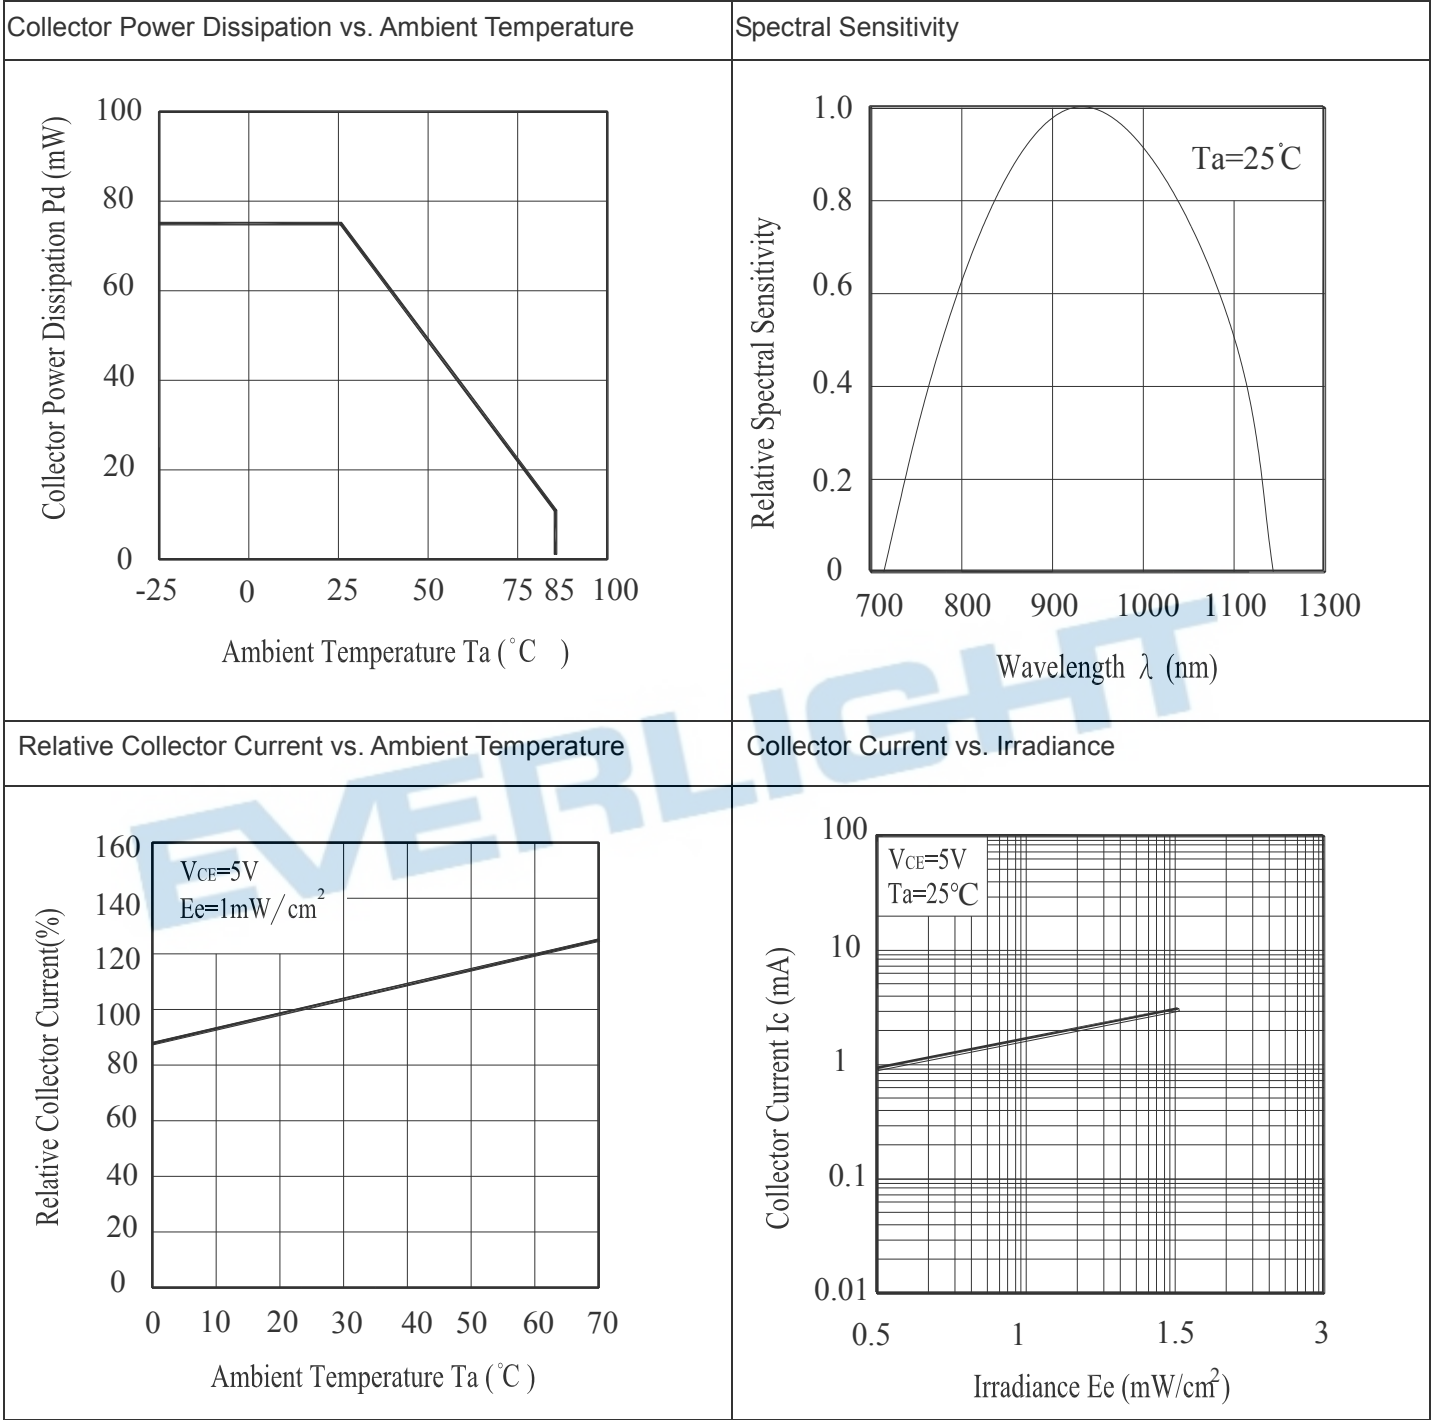 Collector Power Dissipation vs. Ambient Temperature
Collector Power Dissipation Pd (mW)
100
80
60
40
20
0
-25 0 25 50 75 85 100
Ambient Temperature Ta (°C )
Spectral Sensitivity
Relative Spectral Sensitivity
1.0
0.8
0.6
0.4
0.2
0
Ta=25°C
700 800 900 1000 1100 1300
Wavelength λ (nm)
Relative Collector Current vs. Ambient Temperature
Relative Collector Current(%)
160
140
120
100
80
60
40
20
0
VCE=5V
Ee=1mW/cm²
0 10 20 30 40 50 60 70
Ambient Temperature Ta (°C )
Collector Current vs. Irradiance
Collector Current Ic (mA)
100
10
1
0.1
0.01
VCE=5V
Ta=25℃
0.5 1 1.5 3
Irradiance Ee (mW/cm²)
EVERLIGHT